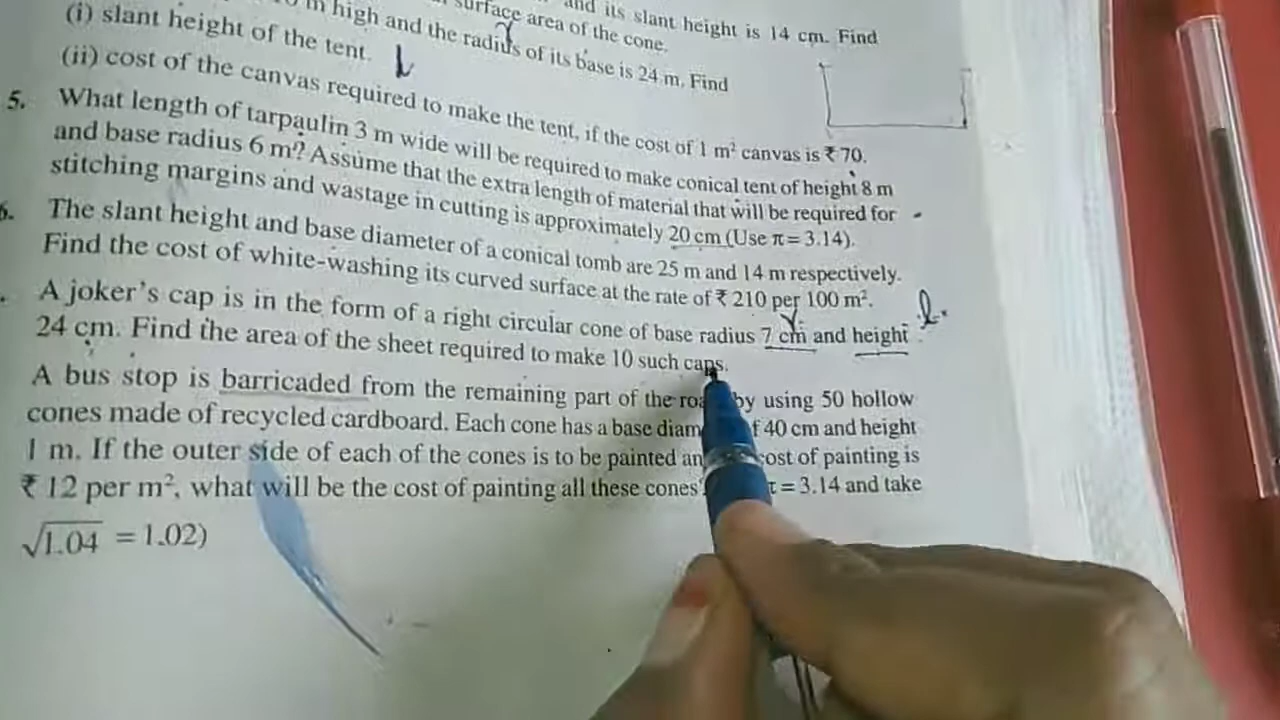 and its slant height is 14 cm. Find
surface area of the cone.
m high and the radius of its base is 24 m. Find
r
(i) slant height of the tent.
l
(ii) cost of the canvas required to make the tent, if the cost of 1 m² canvas is ₹ 70.
5. What length of tarpaulin 3 m wide will be required to make conical tent of height 8 m
and base radius 6 m? Assume that the extra length of material that will be required for
stitching margins and wastage in cutting is approximately 20 cm (Use π = 3.14).
6. The slant height and base diameter of a conical tomb are 25 m and 14 m respectively.
Find the cost of white-washing its curved surface at the rate of ₹ 210 per 100 m².
r
l.
A joker's cap is in the form of a right circular cone of base radius 7 cm and height
24 cm. Find the area of the sheet required to make 10 such caps.
A bus stop is barricaded from the remaining part of the by using 50 hollow
cones made of recycled cardboard. Each cone has a base 40 cm and height
1 m. If the outer side of each of the cones is to be painted cost of painting is
₹ 12 per m², what will be the cost of painting all these cones = 3.14 and take
√1.04 = 1.02)